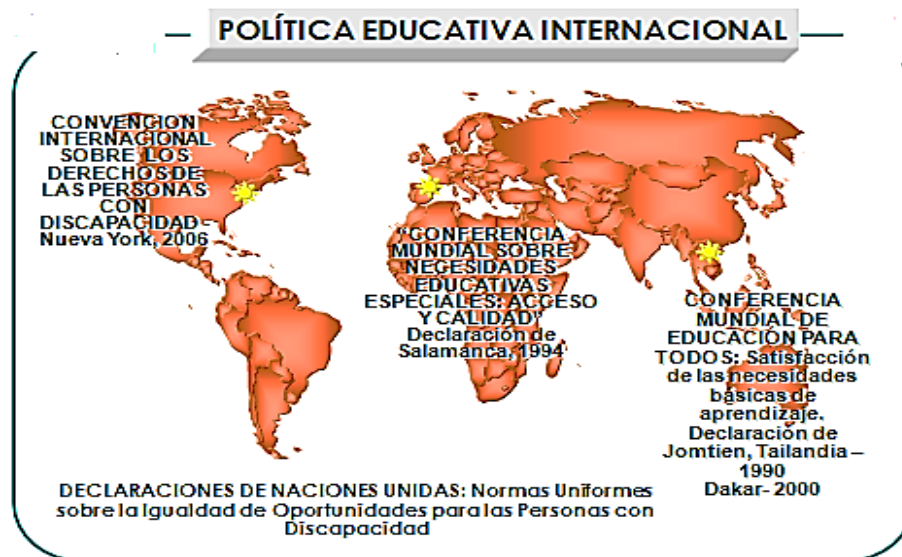 POLÍTICA EDUCATIVA INTERNACIONAL
CONVENCION
INTERNACIONAL
SOBRE LOS
DERECHOS DE
LAS PERSONAS
CON
DISCAPACIDAD -
Nueva York, 2006
"CONFERENCIA
MUNDIAL SOBRE
NECESIDADES
EDUCATIVAS
ESPECIALES: ACCESO
Y CALIDAD"
Declaración de
Salamanca, 1994
CONFERENCIA
MUNDIAL DE
EDUCACIÓN PARA
TODOS: Satisfacción
de las necesidades
básicas de
aprendizaje.
Declaración de
Jomtien, Tailandia –
1990
Dakar- 2000
DECLARACIONES DE NACIONES UNIDAS: Normas Uniformes
sobre la Igualdad de Oportunidades para las Personas con
Discapacidad